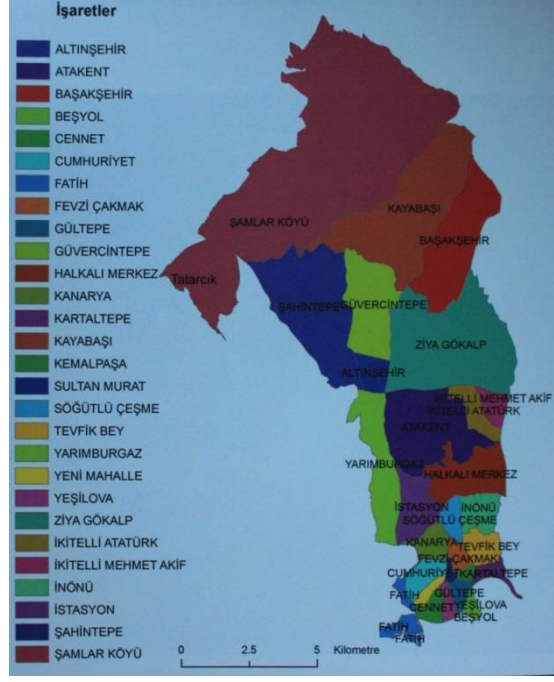 İşaretler
ALTINŞEHİR
ATAKENT
BAŞAKŞEHİR
BEŞYOL
CENNET
CUMHURİYET
FATİH
FEVZİ ÇAKMAK
GÜLTEPE
GÜVERCİNTEPE
HALKALI MERKEZ
KANARYA
KARTALTEPE
KAYABAŞI
KEMALPAŞA
SULTAN MURAT
SÖĞÜTLÜ ÇEŞME
TEVFİK BEY
YARIMBURGAZ
YENİ MAHALLE
YEŞİLOVA
ZİYA GÖKALP
İKİTELLİ ATATÜRK
İKİTELLİ MEHMET AKİF
İNÖNÜ
İSTASYON
ŞAHİNTEPE
ŞAMLAR KÖYÜ
KAYABAŞI
ŞAMLAR KÖYÜ
BAŞAKŞEHİR
Tatarcık
ŞAHİNTEPE
GÜVERCİNTEPE
ZİYA GÖKALP
ALTINŞEHİR
İKİTELLİ MEHMET AKİF
İKİTELLİ ATATÜRK
ATAKENT
YARIMBURGAZ
HALKALI MERKEZ
İSTASYON
İNÖNÜ
SÖĞÜTLÜ ÇEŞME
KANARYA
TEVFİK BEY
FEVZİ ÇAKMAK
CUMHURİYET
KARTALTEPE
FATİH
GÜLTEPE
CENNET
YEŞİLOVA
BEŞYOL
FATİH
FATİH
0 2.5 5 Kilometre